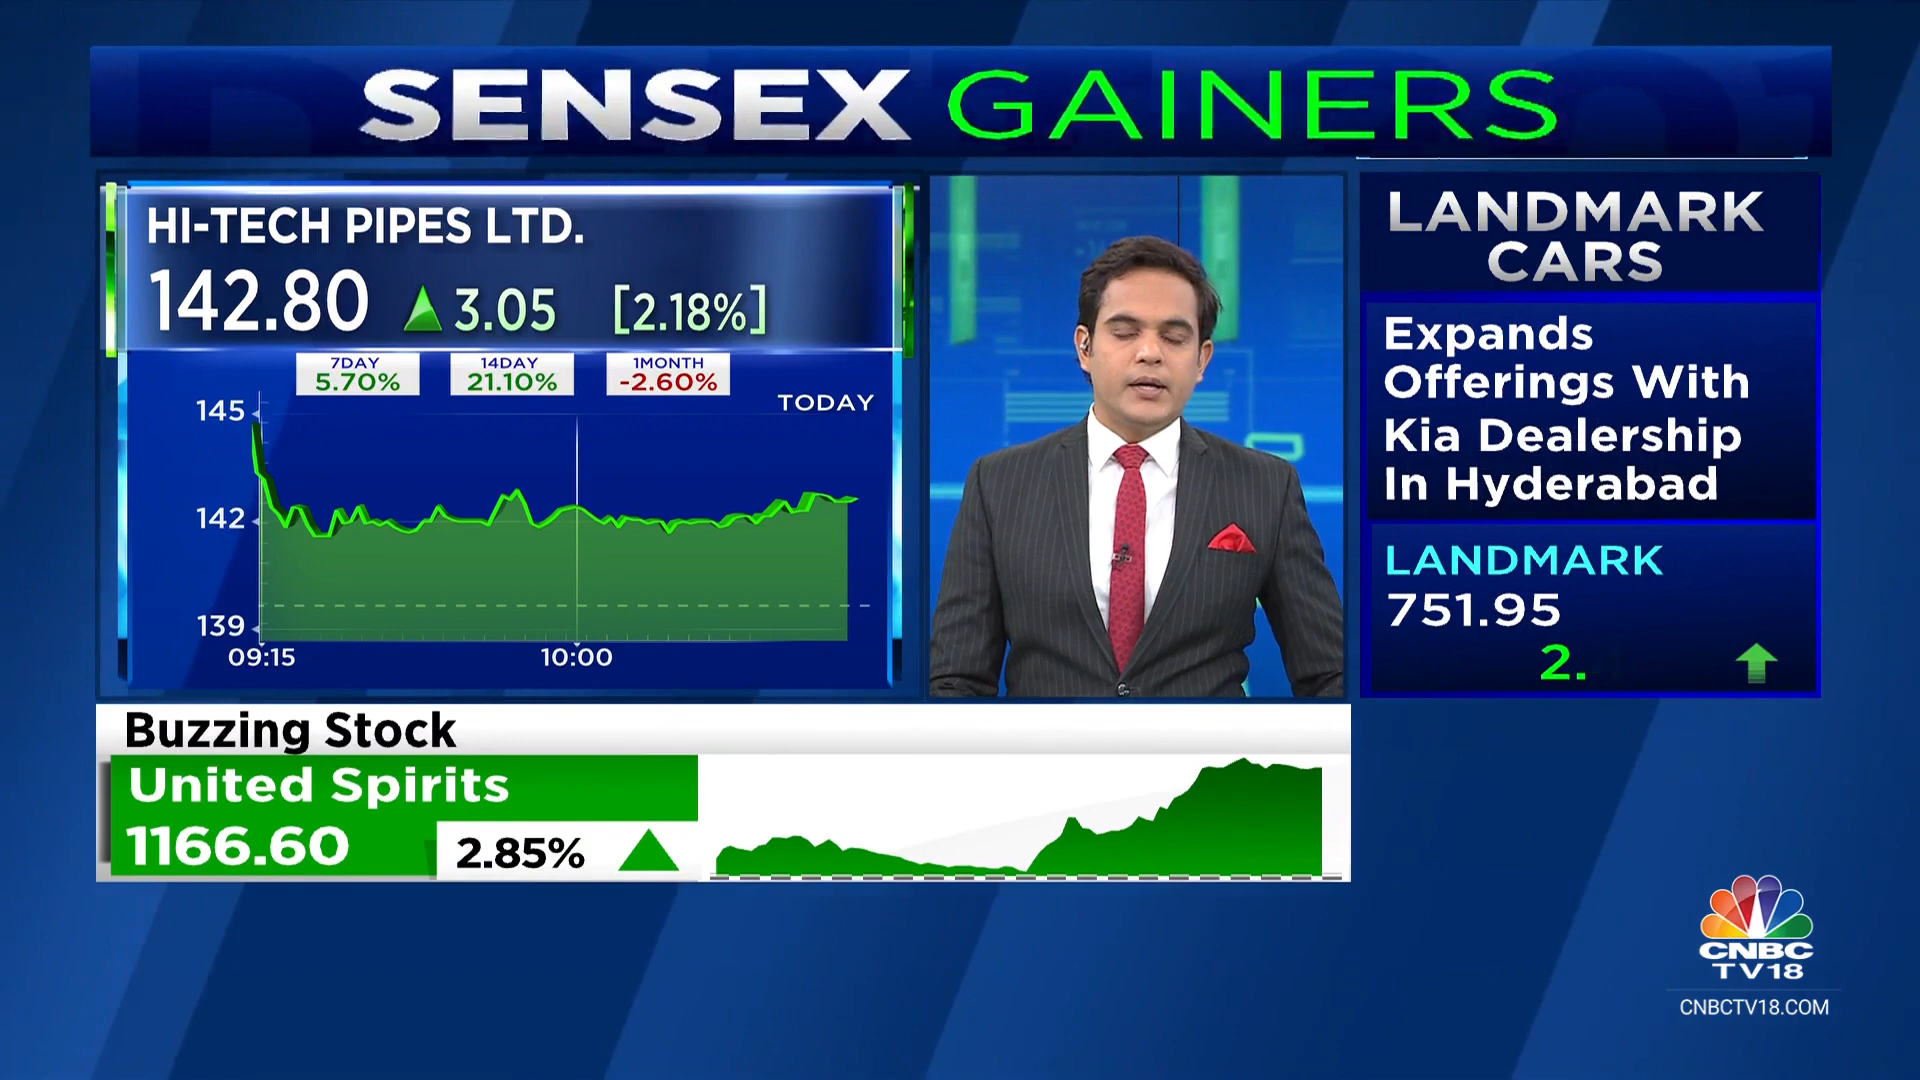 SENSEX GAINERS
HI-TECH PIPES LTD.
142.80 ▲ 3.05 [2.18%]
7DAY
5.70%
14DAY
21.10%
1MONTH
-2.60%
TODAY
145
142
139
09:15
10:00
LANDMARK
CARS
Expands
Offerings With
Kia Dealership
In Hyderabad
LANDMARK
751.95
2.
Buzzing Stock
United Spirits
1166.60
2.85%
CNBC
TV18
CNBCTV18.COM